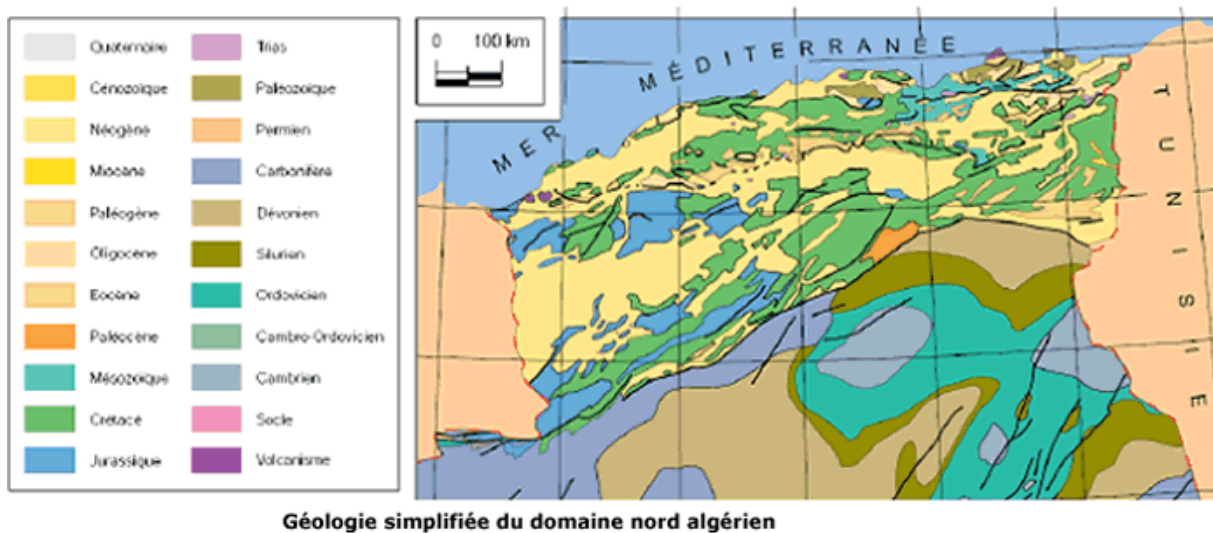 Quaternaire
Cénozoïque
Néogène
Miocène
Paléogène
Oligocène
Eocène
Paléocène
Mésozoïque
Crétacé
Jurassique
Trias
Paléozoïque
Permien
Carbonifère
Dévonien
Silurien
Ordovicien
Cambro-Ordovicien
Cambrien
Socle
Volcanisme
0 100 km
MER MÉDITERRANÉE
TUNISIE
Géologie simplifiée du domaine nord algérien